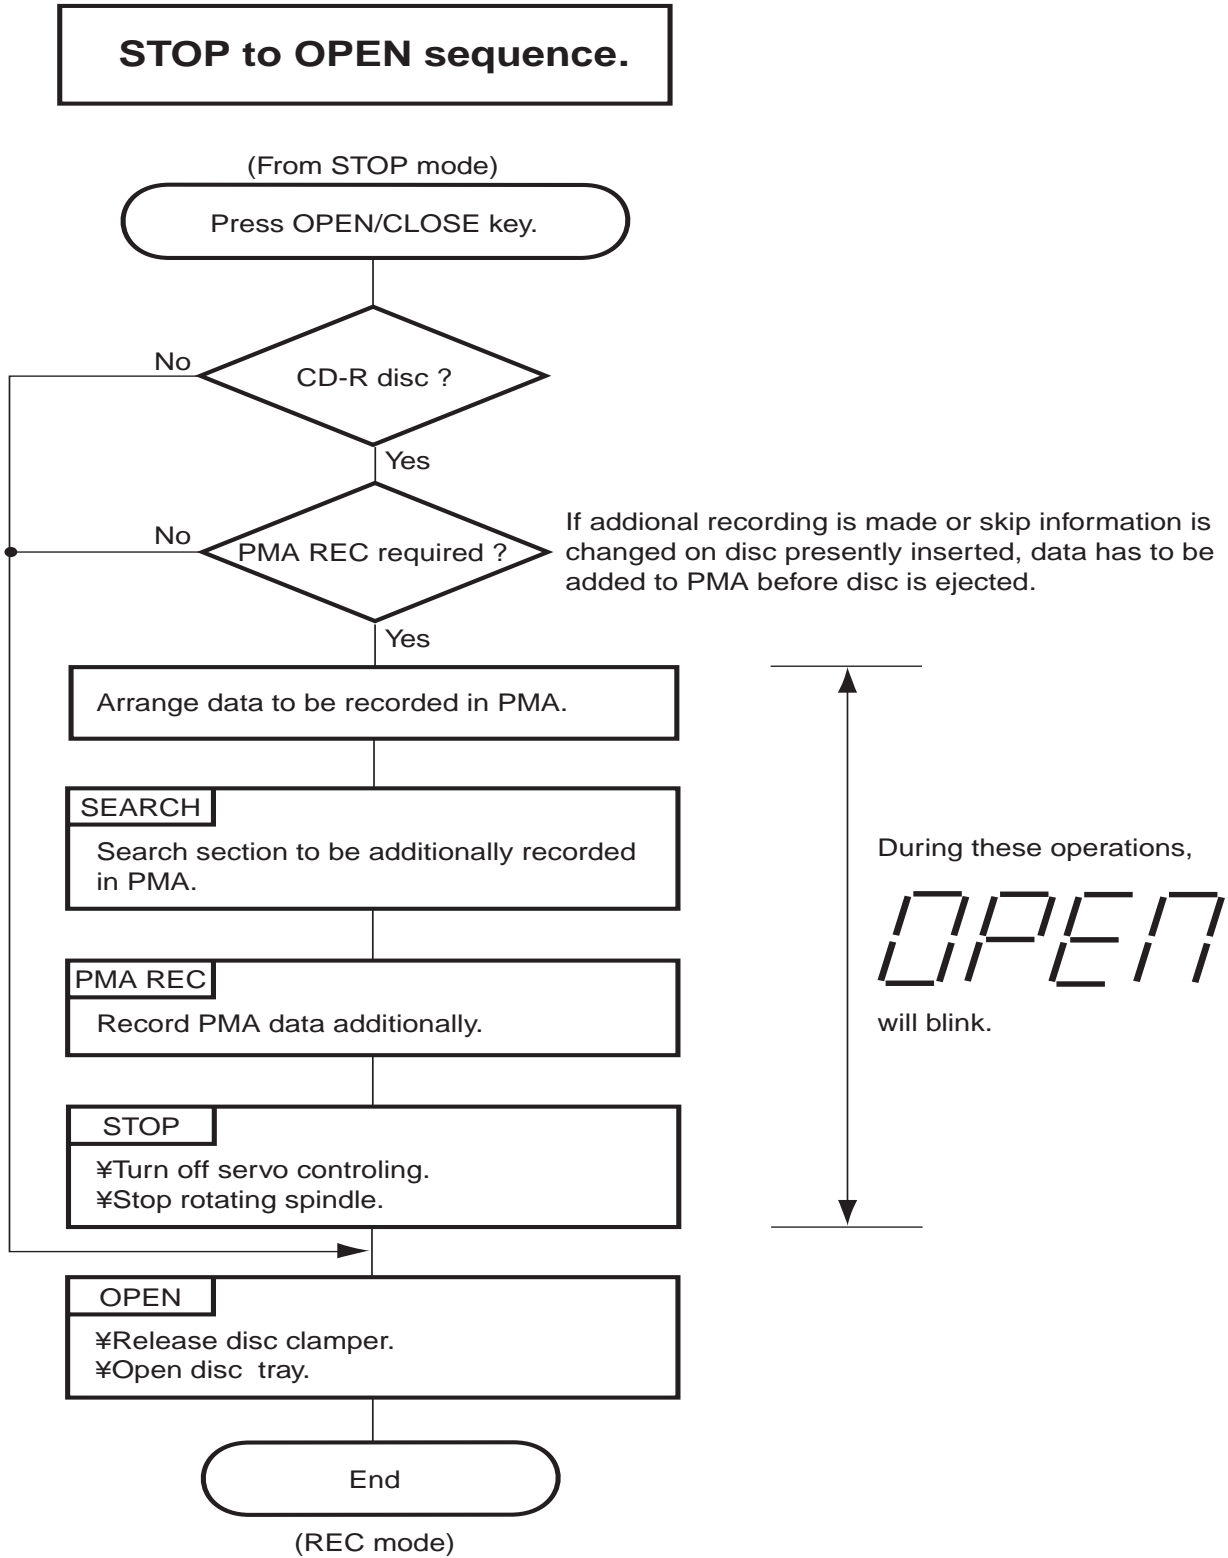 STOP to OPEN sequence.
(From STOP mode)
Press OPEN/CLOSE key.
No
CD-R disc ?
Yes
No
PMA REC required ?
If addional recording is made or skip information is
changed on disc presently inserted, data has to be
added to PMA before disc is ejected.
Yes
Arrange data to be recorded in PMA.
SEARCH
Search section to be additionally recorded
in PMA.
PMA REC
Record PMA data additionally.
STOP
¥Turn off servo controling.
¥Stop rotating spindle.
During these operations,
OPEN
will blink.
OPEN
¥Release disc clamper.
¥Open disc  tray.
End
(REC mode)